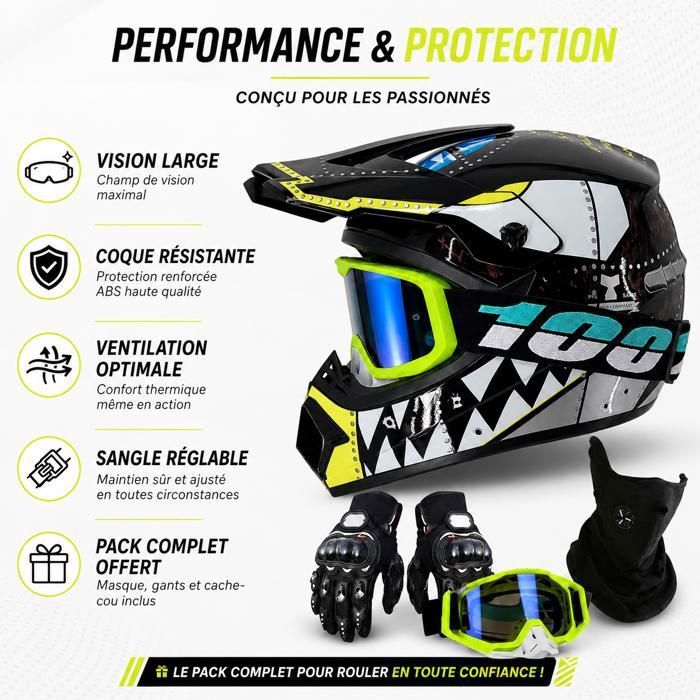 PERFORMANCE & PROTECTION
CONÇU POUR LES PASSIONNÉS
VISION LARGE
Champ de vision
maximal
COQUE RÉSISTANTE
Protection renforcée
ABS haute qualité
VENTILATION
OPTIMALE
Confort thermique
même en action
SANGLE RÉGLABLE
Maintien sûr et ajusté
en toutes circonstances
PACK COMPLET
OFFERT
Masque, gants et cache-
cou inclus
100
LE PACK COMPLET POUR ROULER EN TOUTE CONFIANCE !